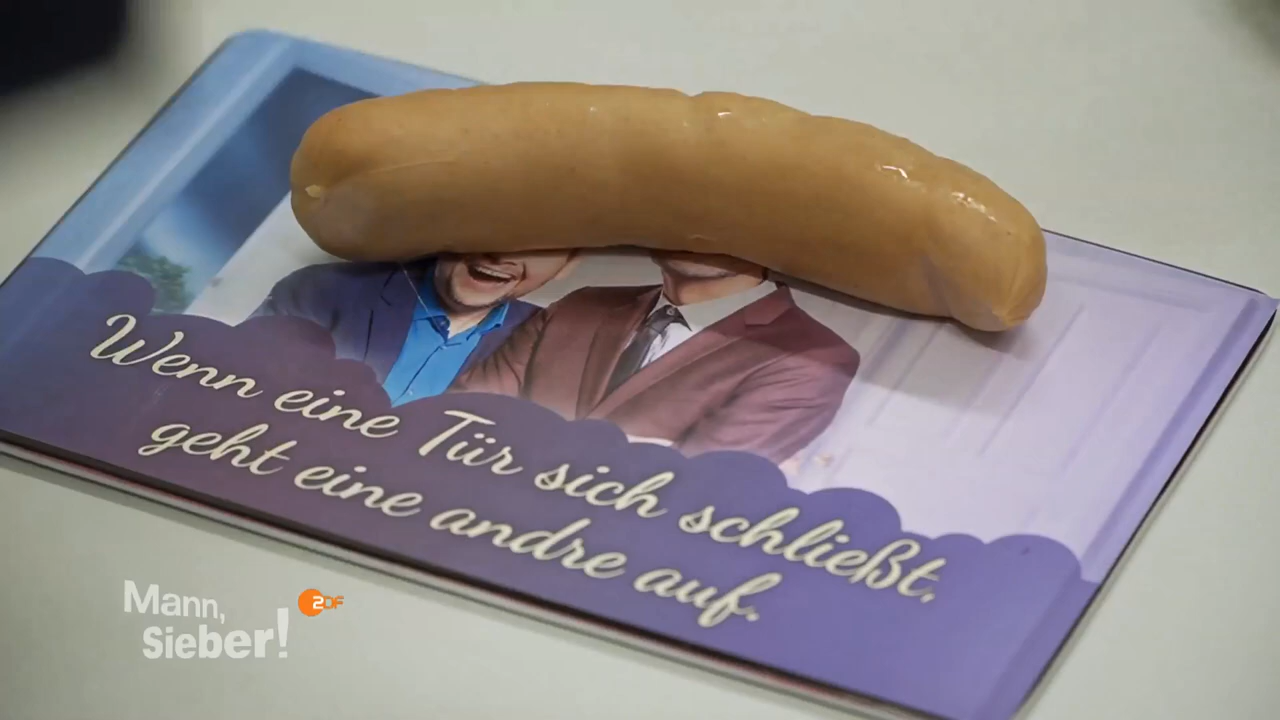 Wenn eine Tür sich schließt,
geht eine andre auf.
Mann,
Sieber!
ZDF